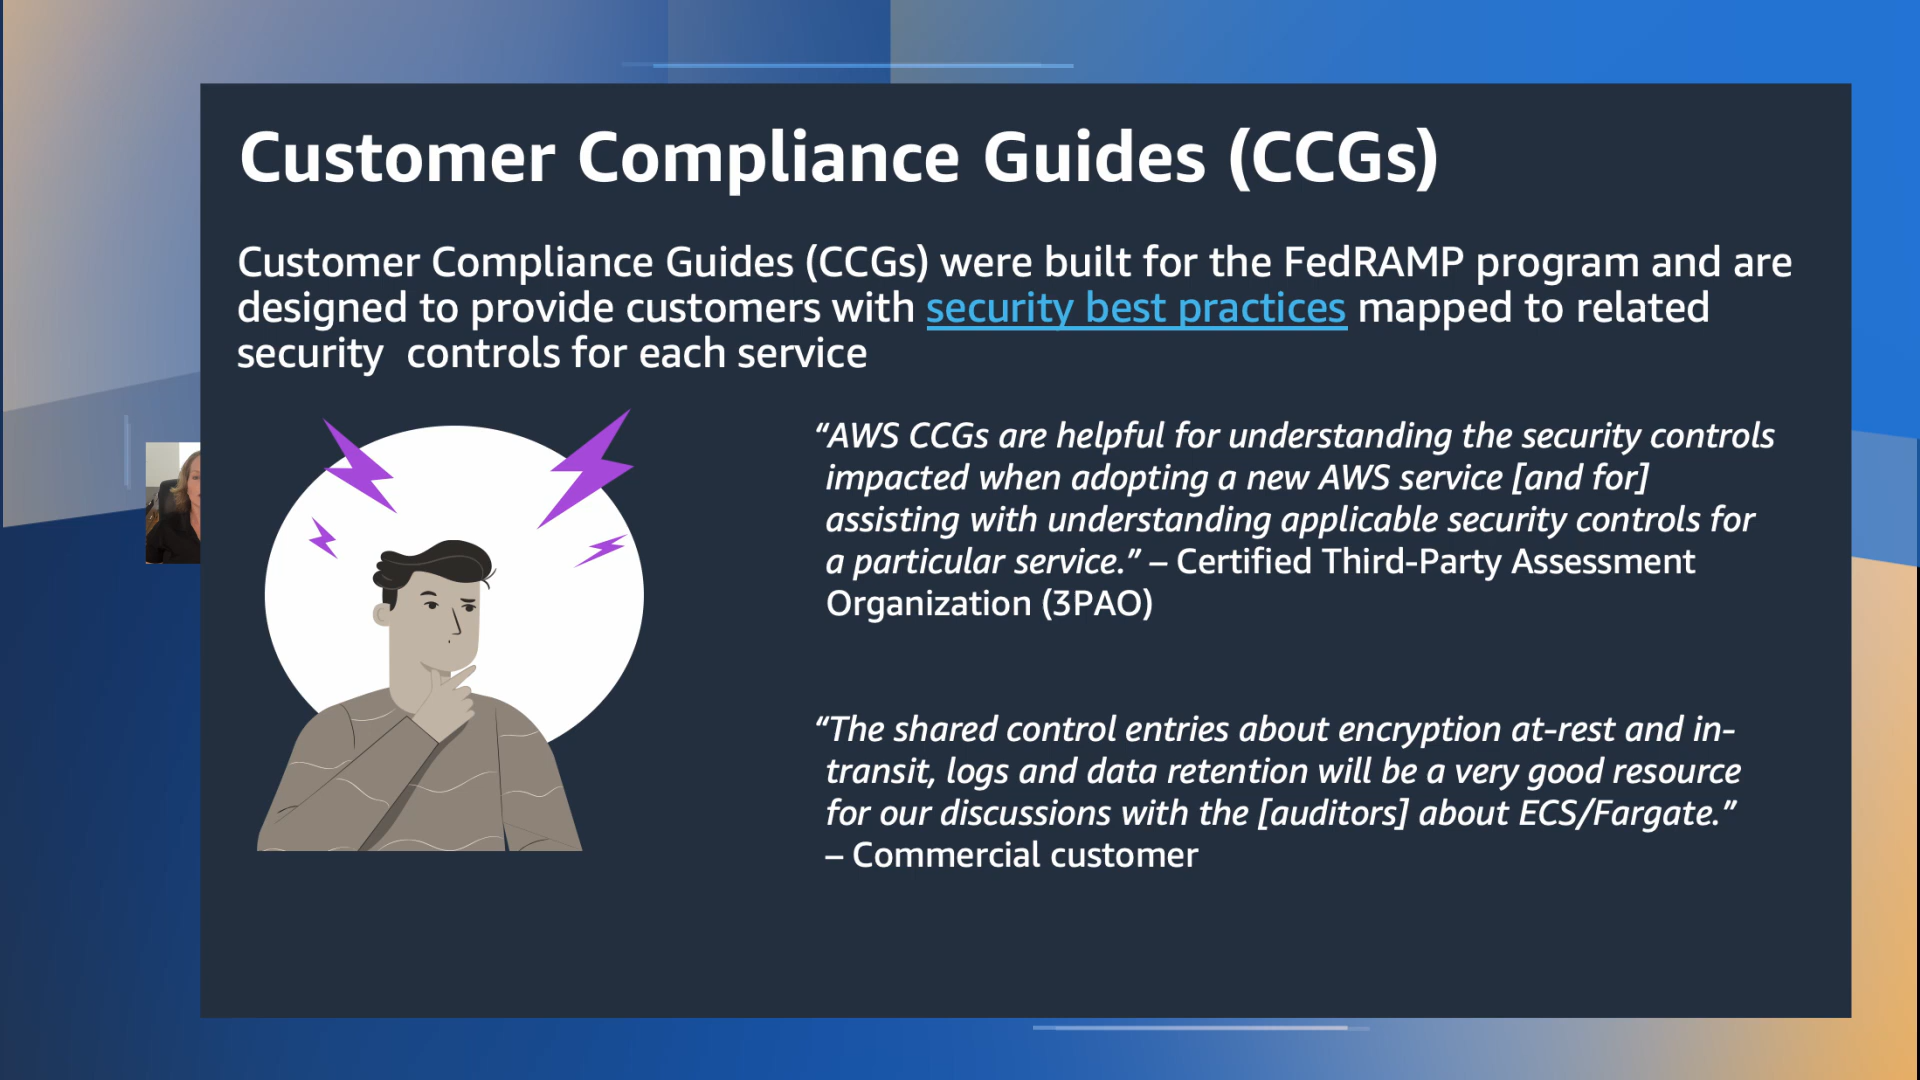 Customer Compliance Guides (CCGs)
Customer Compliance Guides (CCGs) were built for the FedRAMP program and are
designed to provide customers with security best practices mapped to related
security  controls for each service
“AWS CCGs are helpful for understanding the security controls
impacted when adopting a new AWS service [and for]
assisting with understanding applicable security controls for
a particular service.” – Certified Third-Party Assessment
Organization (3PAO)
“The shared control entries about encryption at-rest and in-
transit, logs and data retention will be a very good resource
for our discussions with the [auditors] about ECS/Fargate.”
– Commercial customer